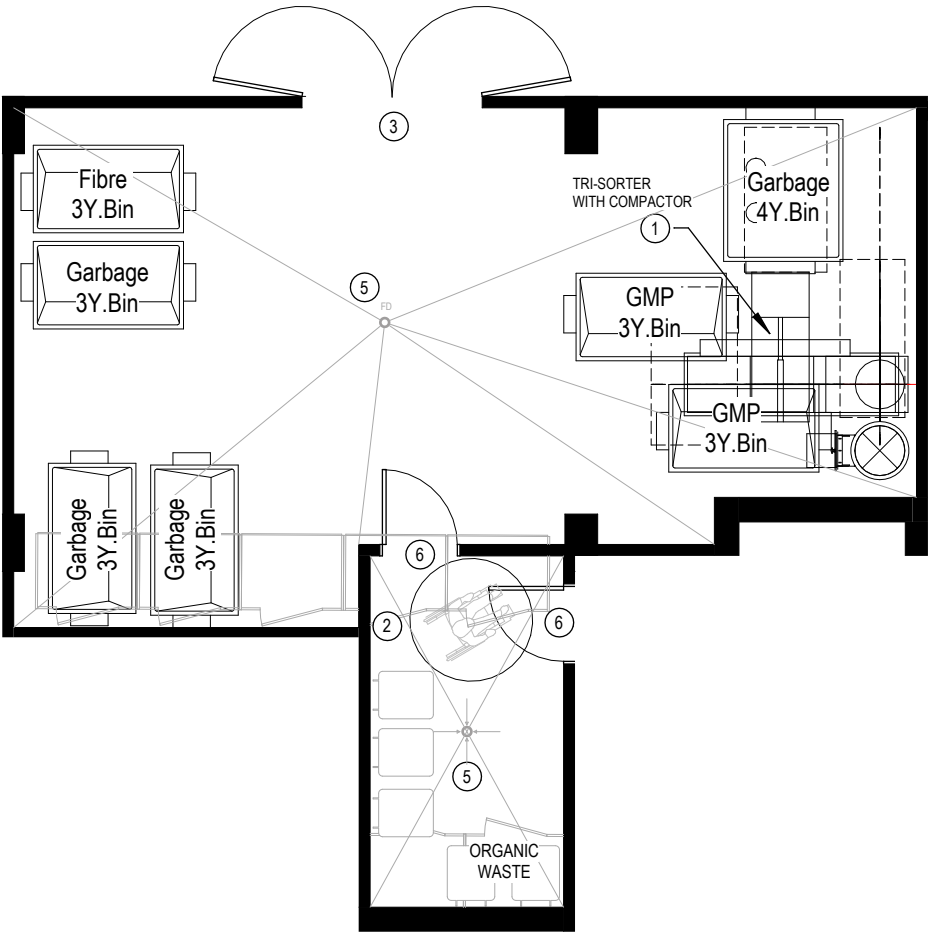 3
Fibre
3Y.Bin
Garbage
3Y.Bin
TRI-SORTER
WITH COMPACTOR
1
Garbage
4Y.Bin
5
FD
GMP
3Y.Bin
GMP
3Y.Bin
Garbage
3Y.Bin
Garbage
3Y.Bin
6
2
6
5
ORGANIC
WASTE